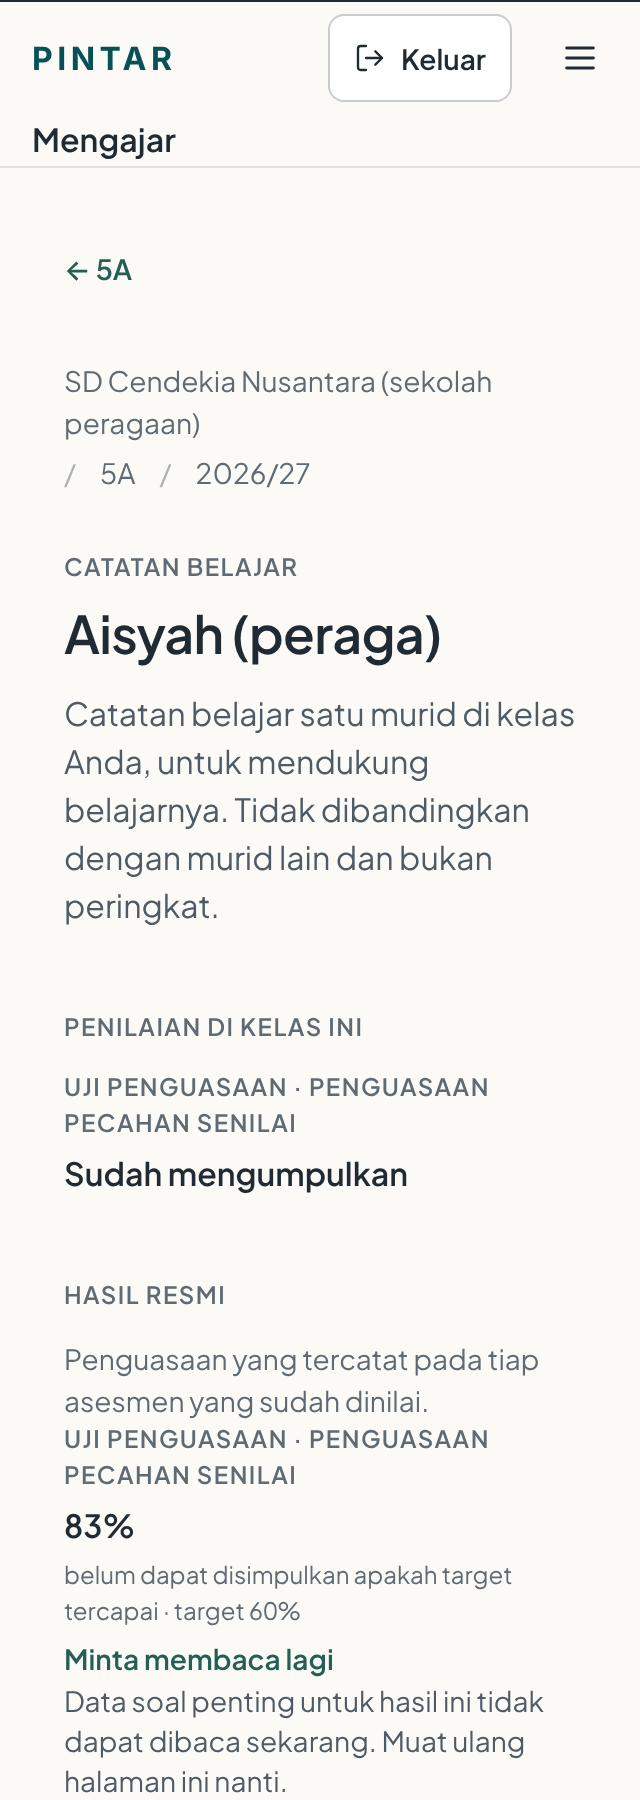 PINTAR
Keluar
Mengajar
← 5A
SD Cendekia Nusantara (sekolah
peragaan)
/ 5A / 2026/27
CATATAN BELAJAR
Aisyah (peraga)
Catatan belajar satu murid di kelas
Anda, untuk mendukung
belajarnya. Tidak dibandingkan
dengan murid lain dan bukan
peringkat.
PENILAIAN DI KELAS INI
UJI PENGUASAAN · PENGUASAAN
PECAHAN SENILAI
Sudah mengumpulkan
HASIL RESMI
Penguasaan yang tercatat pada tiap
asesmen yang sudah dinilai.
UJI PENGUASAAN · PENGUASAAN
PECAHAN SENILAI
83%
belum dapat disimpulkan apakah target
tercapai · target 60%
Minta membaca lagi
Data soal penting untuk hasil ini tidak
dapat dibaca sekarang. Muat ulang
halaman ini nanti.